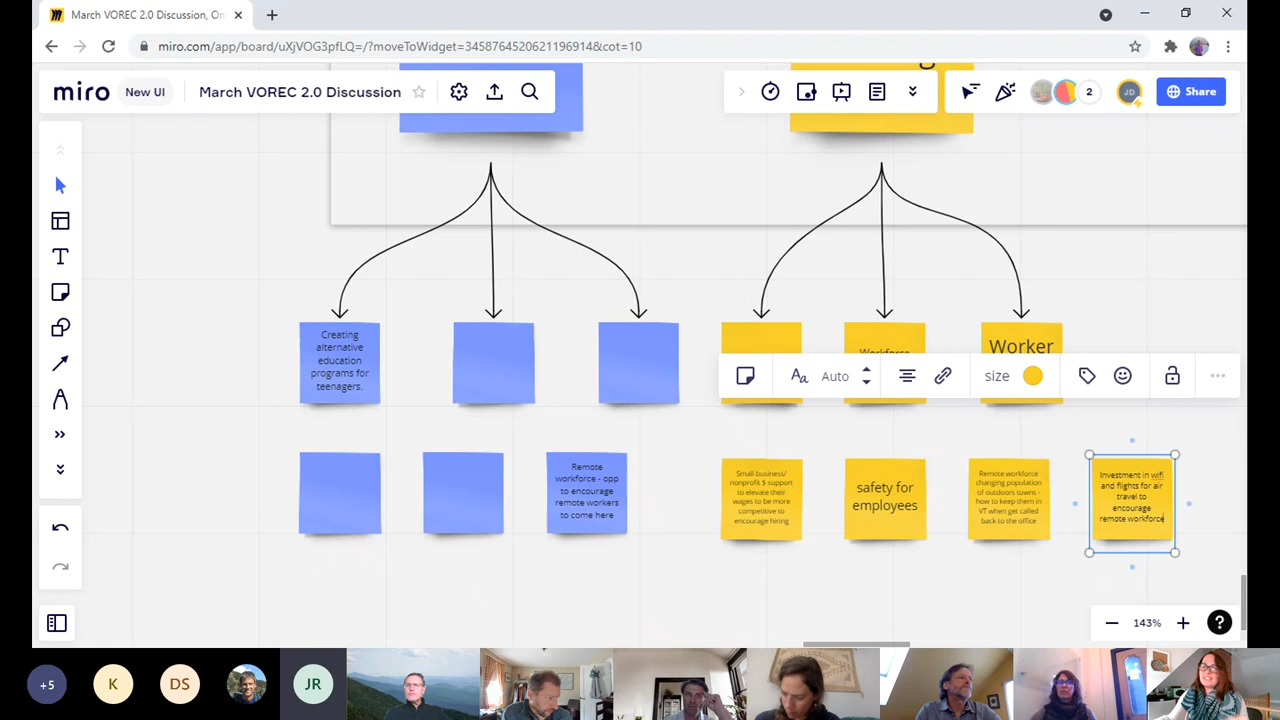 March VOREC 2.0 Discussion, On
miro.com/app/board/uXjVOG3pfLQ=/?moveToWidget=3458764520621196914&cot=10
miro
New UI
March VOREC 2.0 Discussion
2
JD
Share
Creating
alternative
education
programs for
teenagers.
Workforce
Worker
Auto
size
Remote
workforce - opp
to encourage
remote workers
to come here
Small business/
nonprofit $ support
to elevate their
wages to be more
competitive to
encourage hiring
safety for
employees
Remote workforce
changing population
of outdoors towns -
how to keep them in
VT when get called
back to the office
Investment in wifi
and flights for air
travel to
encourage
remote workforce
143%
?
+5
K
DS
JR